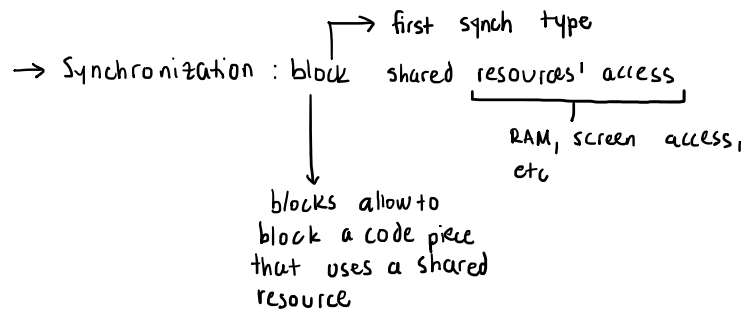 → first synch type
→ Synchronization : block shared resources' access
RAM, screen access,
etc
blocks allow to
block a code piece
that uses a shared
resource